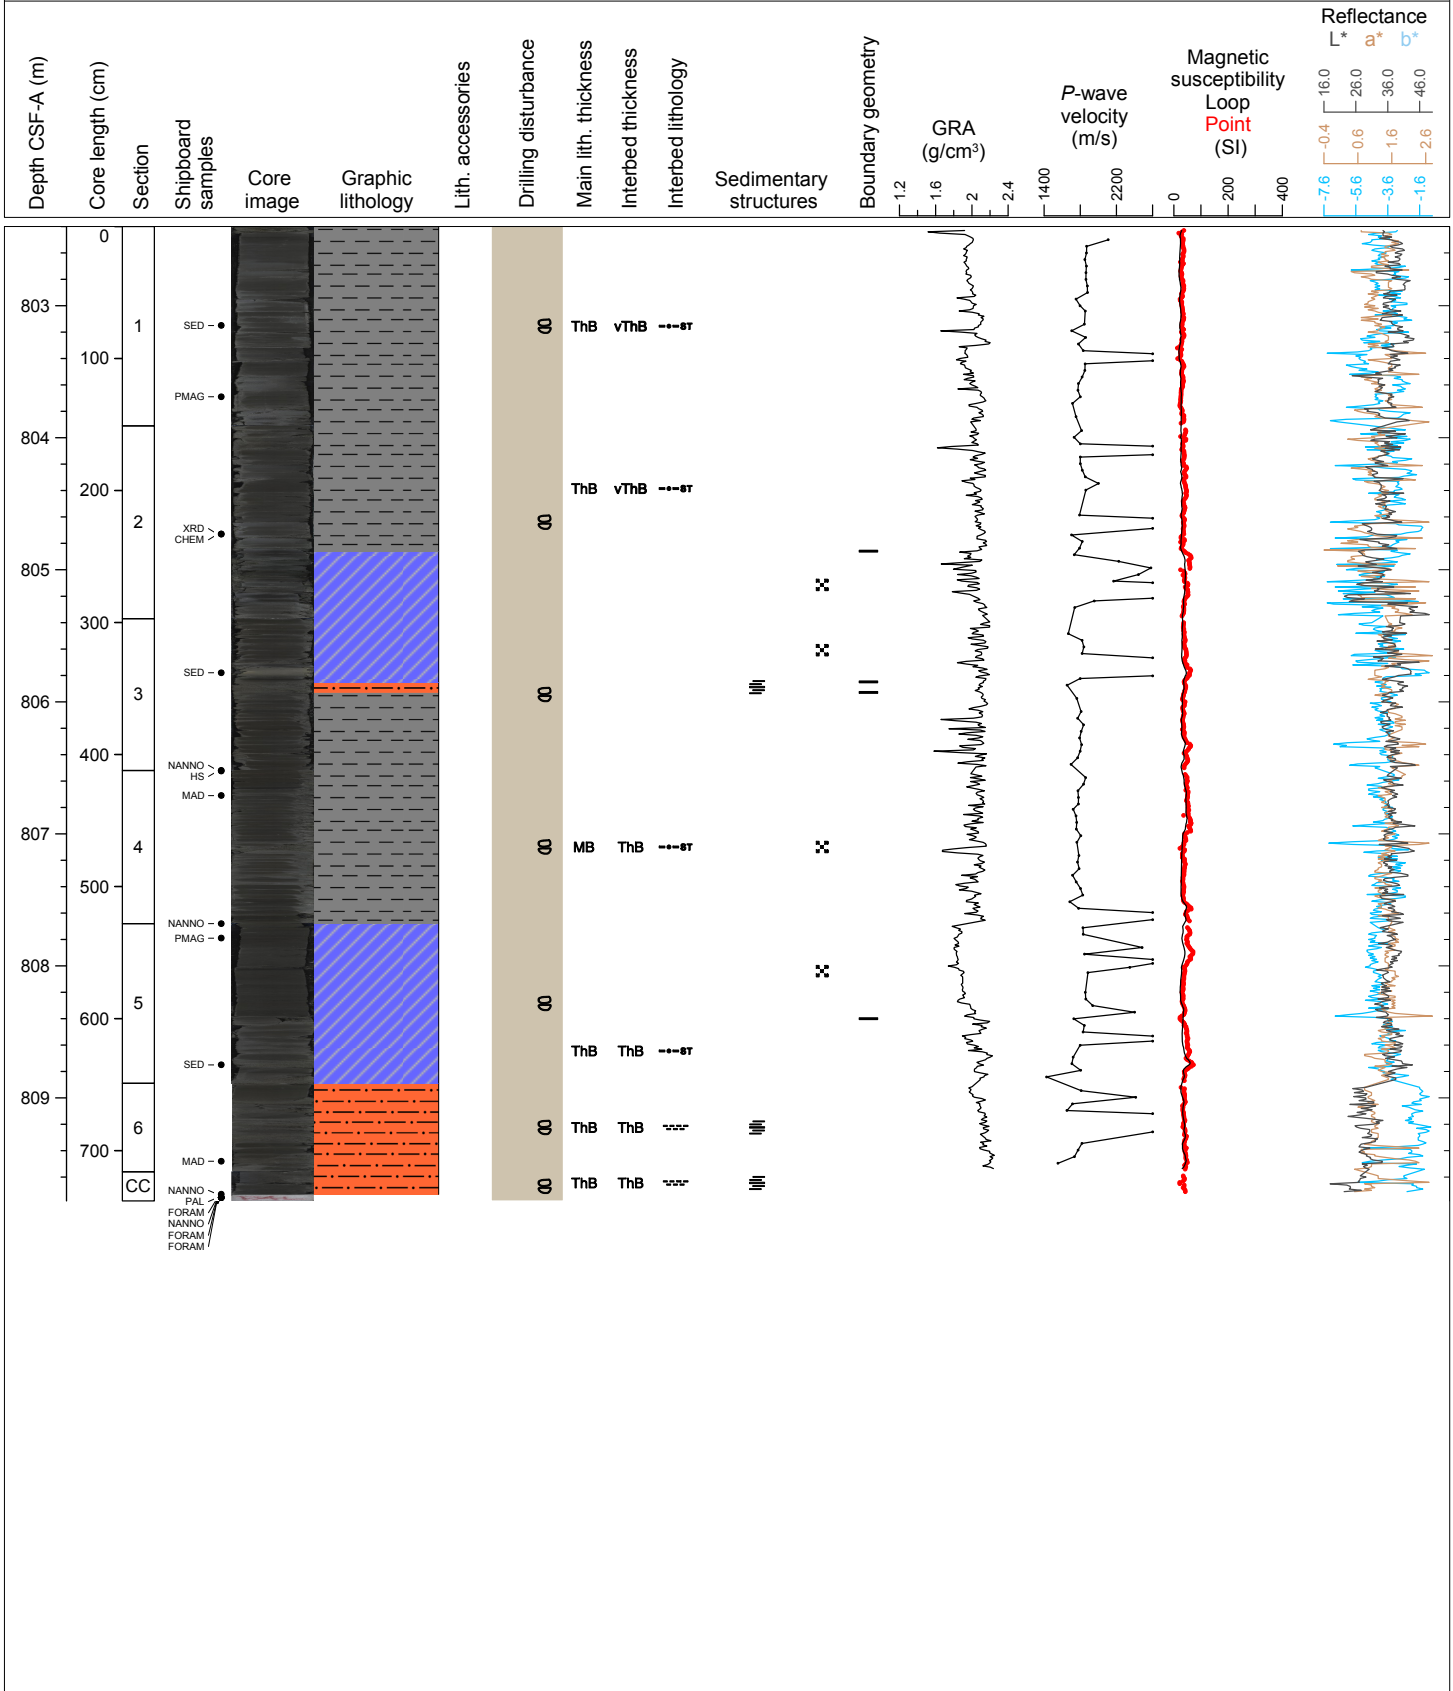 Depth CSF-A (m)
Core length (cm)
Section
Shipboard
samples
Core
image
Graphic
lithology
Lith. accessories
Drilling disturbance
Main lith. thickness
Interbed thickness
Interbed lithology
Sedimentary
structures
Boundary geometry
GRA
(g/cm³)
1.2
1.6
2
2.4
P-wave
velocity
(m/s)
1400
2200
Magnetic
susceptibility
Loop
Point
(SI)
0
200
400
Reflectance
L* a* b*
16.0
26.0
36.0
46.0
-0.4
0.6
1.6
2.6
-7.6
-5.6
-3.6
-1.6
0
803
1
SED
ThB vThB ST
100
PMAG
804
200
ThB vThB ST
2
XRD
CHEM
805
300
SED
3
806
400
NANNO
HS
MAD
807
4
MB ThB ST
500
NANNO
PMAG
808
5
600
ThB ThB ST
SED
809
6
ThB ThB
700
MAD
CC
ThB ThB
NANNO
PAL
FORAM
NANNO
FORAM
FORAM